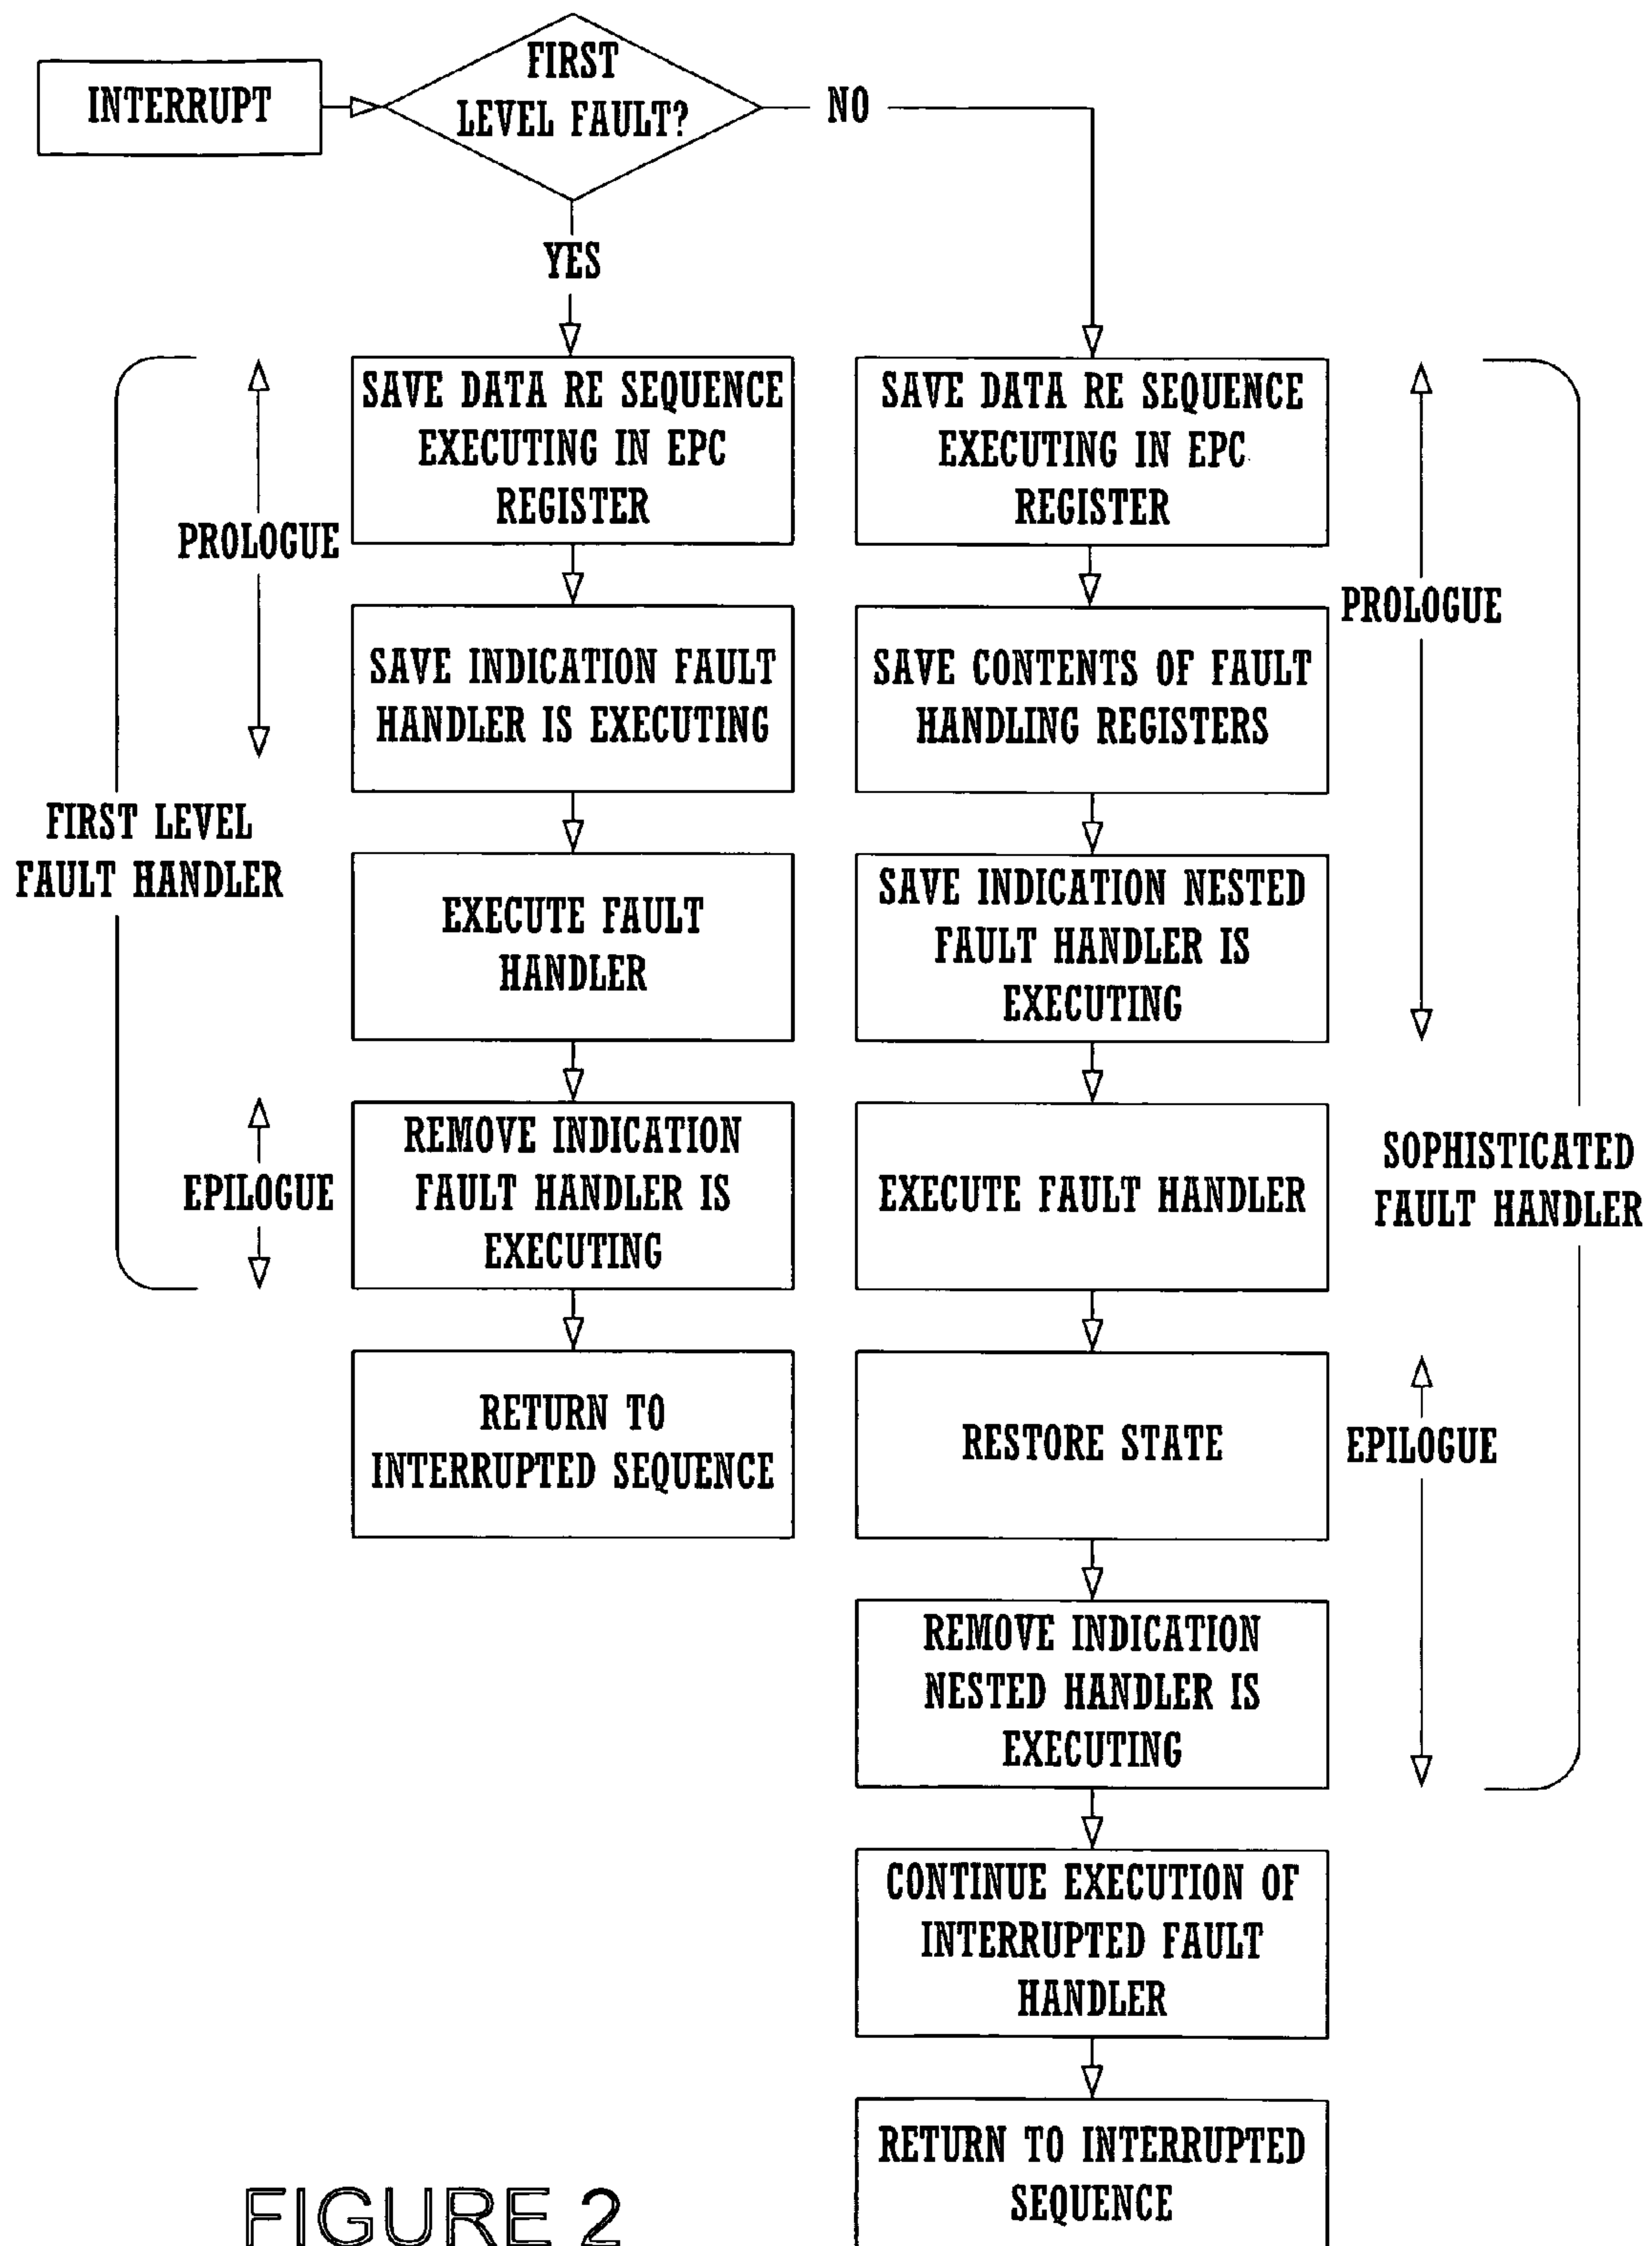 INTERRUPT
FIRST
LEVEL FAULT?
NO
YES
FIRST LEVEL
FAULT HANDLER
PROLOGUE
SAVE DATA RE SEQUENCE
EXECUTING IN EPC
REGISTER
SAVE INDICATION FAULT
HANDLER IS EXECUTING
EXECUTE FAULT
HANDLER
EPILOGUE
REMOVE INDICATION
FAULT HANDLER IS
EXECUTING
RETURN TO
INTERRUPTED SEQUENCE
SAVE DATA RE SEQUENCE
EXECUTING IN EPC
REGISTER
SAVE CONTENTS OF FAULT
HANDLING REGISTERS
SAVE INDICATION NESTED
FAULT HANDLER IS
EXECUTING
PROLOGUE
EXECUTE FAULT HANDLER
SOPHISTICATED
FAULT HANDLER
RESTORE STATE
EPILOGUE
REMOVE INDICATION
NESTED HANDLER IS
EXECUTING
CONTINUE EXECUTION OF
INTERRUPTED FAULT
HANDLER
RETURN TO INTERRUPTED
SEQUENCE
FIGURE 2